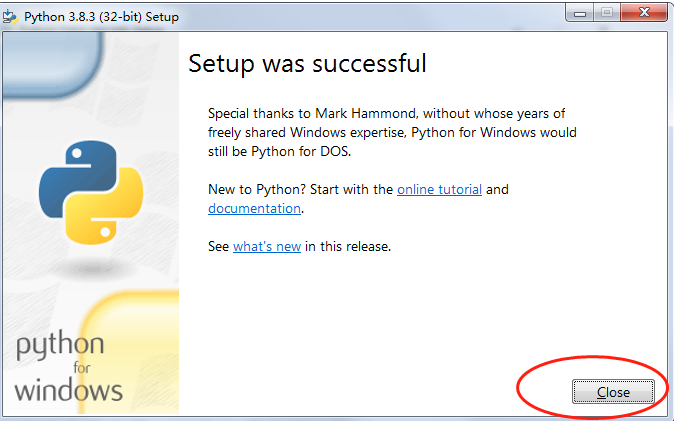 Python 3.8.3 (32-bit) Setup
Setup was successful
Special thanks to Mark Hammond, without whose years of
freely shared Windows expertise, Python for Windows would
still be Python for DOS.
New to Python? Start with the online tutorial and
documentation.
See what's new in this release.
python
for
windows
Close